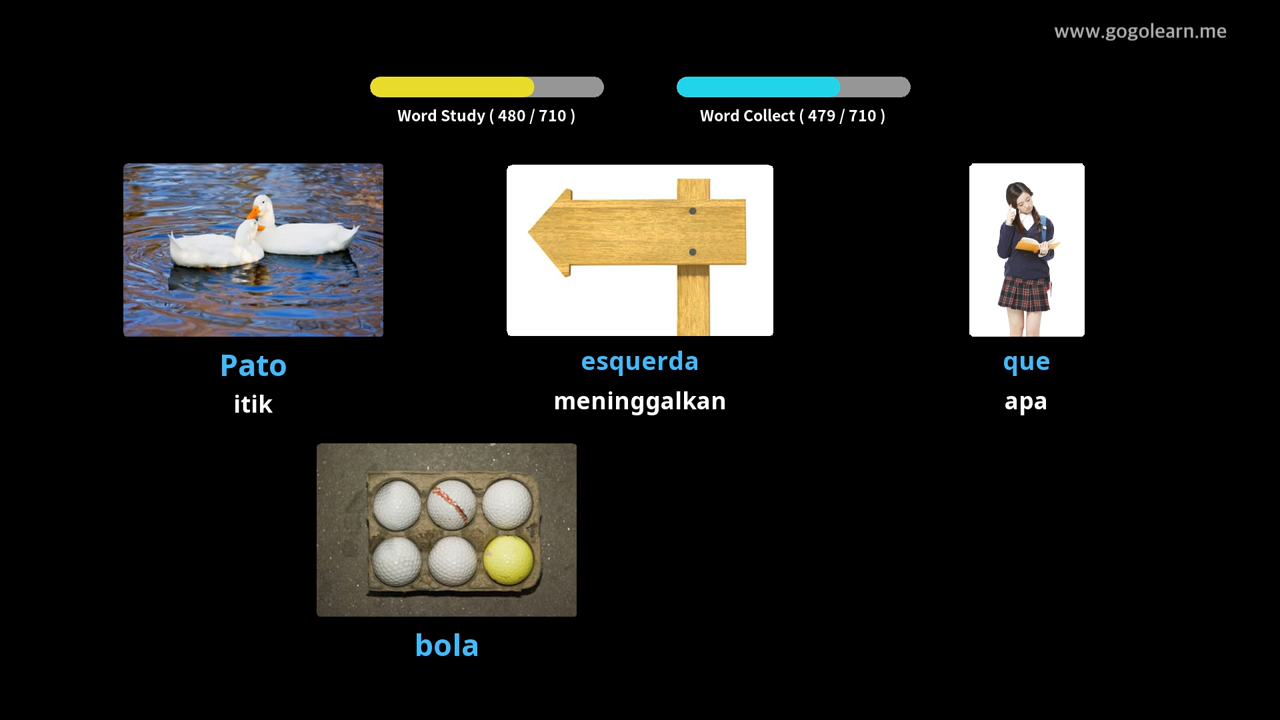 www.gogolearn.me
Word Study ( 480 / 710 )
Word Collect ( 479 / 710 )
Pato
itik
esquerda
meninggalkan
que
apa
bola